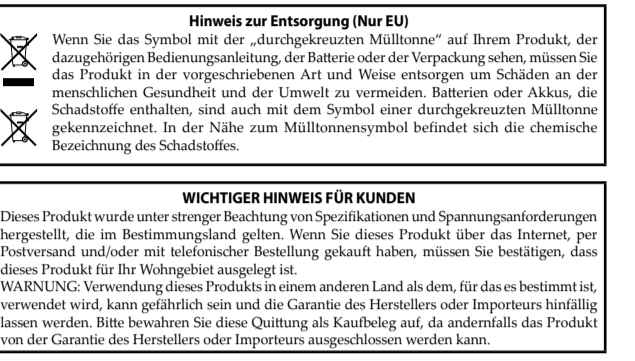 Hinweis zur Entsorgung (Nur EU)
Wenn Sie das Symbol mit der „durchgekreuzten Mülltonne“ auf Ihrem Produkt, der
dazugehörigen Bedienungsanleitung, der Batterie oder der Verpackung sehen, müssen Sie
das Produkt in der vorgeschriebenen Art und Weise entsorgen um Schäden an der
menschlichen Gesundheit und der Umwelt zu vermeiden. Batterien oder Akkus, die
Schadstoffe enthalten, sind auch mit dem Symbol einer durchgekreuzten Mülltonne
gekennzeichnet. In der Nähe zum Mülltonnensymbol befindet sich die chemische
Bezeichnung des Schadstoffes.
WICHTIGER HINWEIS FÜR KUNDEN
Dieses Produkt wurde unter strenger Beachtung von Spezifikationen und Spannungsanforderungen
hergestellt, die im Bestimmungsland gelten. Wenn Sie dieses Produkt über das Internet, per
Postversand und/oder mit telefonischer Bestellung gekauft haben, müssen Sie bestätigen, dass
dieses Produkt für Ihr Wohngebiet ausgelegt ist.
WARNUNG: Verwendung dieses Produkts in einem anderen Land als dem, für das es bestimmt ist,
verwendet wird, kann gefährlich sein und die Garantie des Herstellers oder Importeurs hinfällig
lassen werden. Bitte bewahren Sie diese Quittung als Kaufbeleg auf, da andernfalls das Produkt
von der Garantie des Herstellers oder Importeurs ausgeschlossen werden kann.